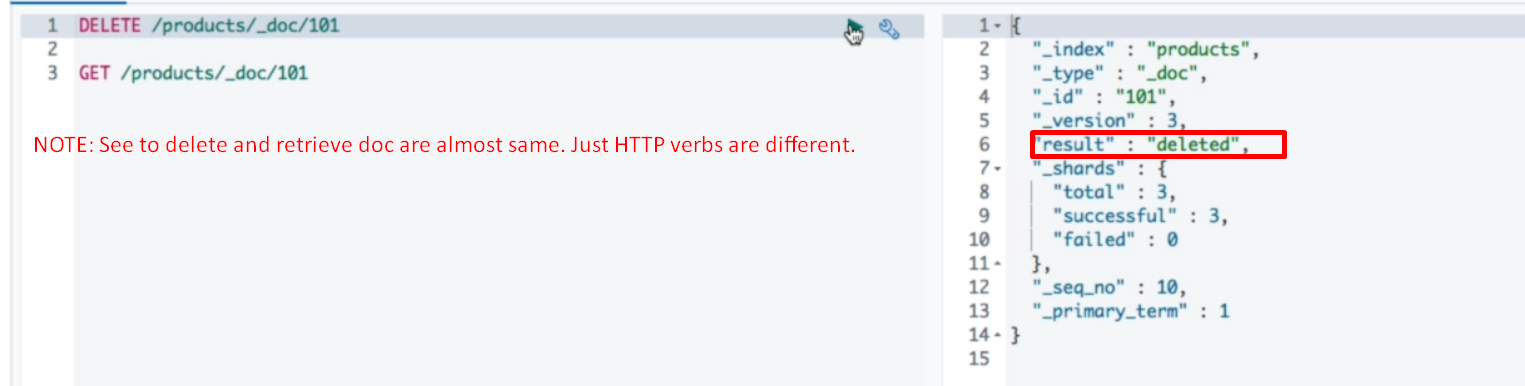 1 DELETE /products/_doc/101
2
3 GET /products/_doc/101
NOTE: See to delete and retrieve doc are almost same. Just HTTP verbs are different.
1 {
2 "_index" : "products",
3 "_type" : "_doc",
4 "_id" : "101",
5 "_version" : 3,
6 "result" : "deleted",
7 "_shards" : {
8 "total" : 3,
9 "successful" : 3,
10 "failed" : 0
11 },
12 "_seq_no" : 10,
13 "_primary_term" : 1
14 }
15